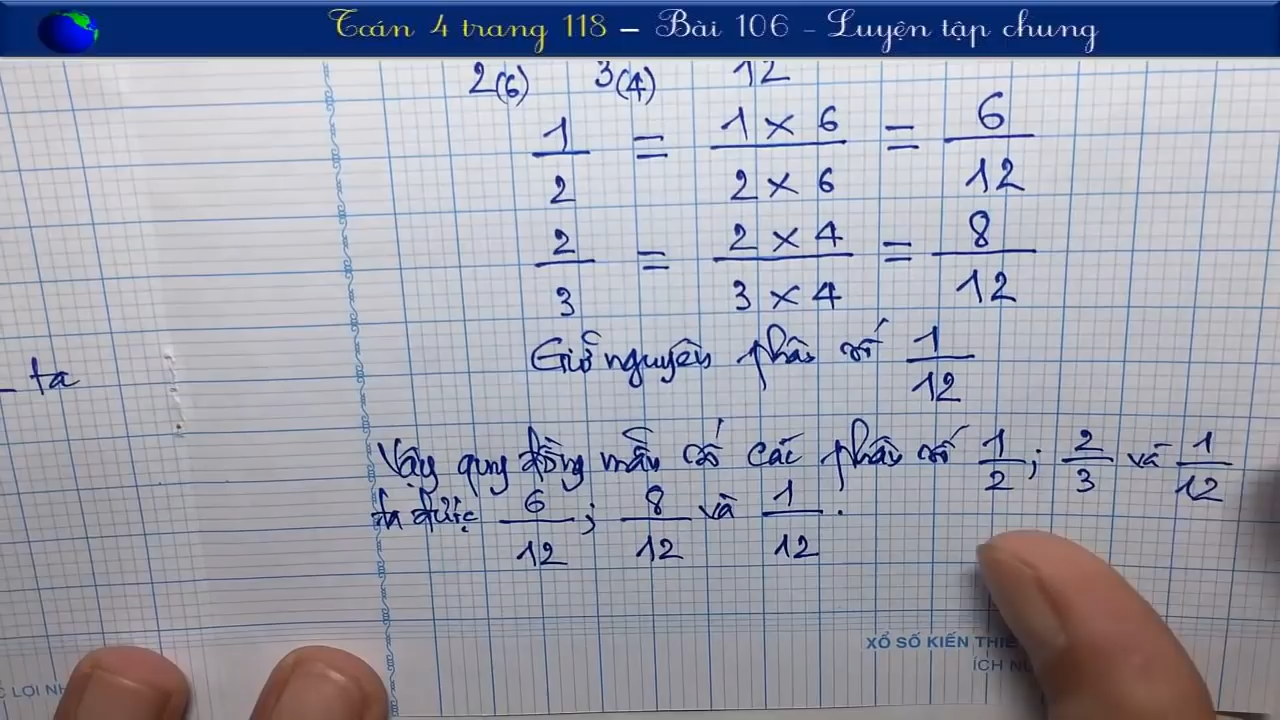 Toán 4 trang 118 – Bài 106 - Luyện tập chung
2(6) 3(4) 12
1/2 = 1 x 6 / 2 x 6 = 6/12
2/3 = 2 x 4 / 3 x 4 = 8/12
Giữ nguyên phân số 1/12
_ ta
Vậy quy đồng mẫu số các phân số 1/2; 2/3 và 1/12
ta được 6/12; 8/12 và 1/12.
XỔ SỐ KIẾN THIẾ
ÍCH
LỢI NH